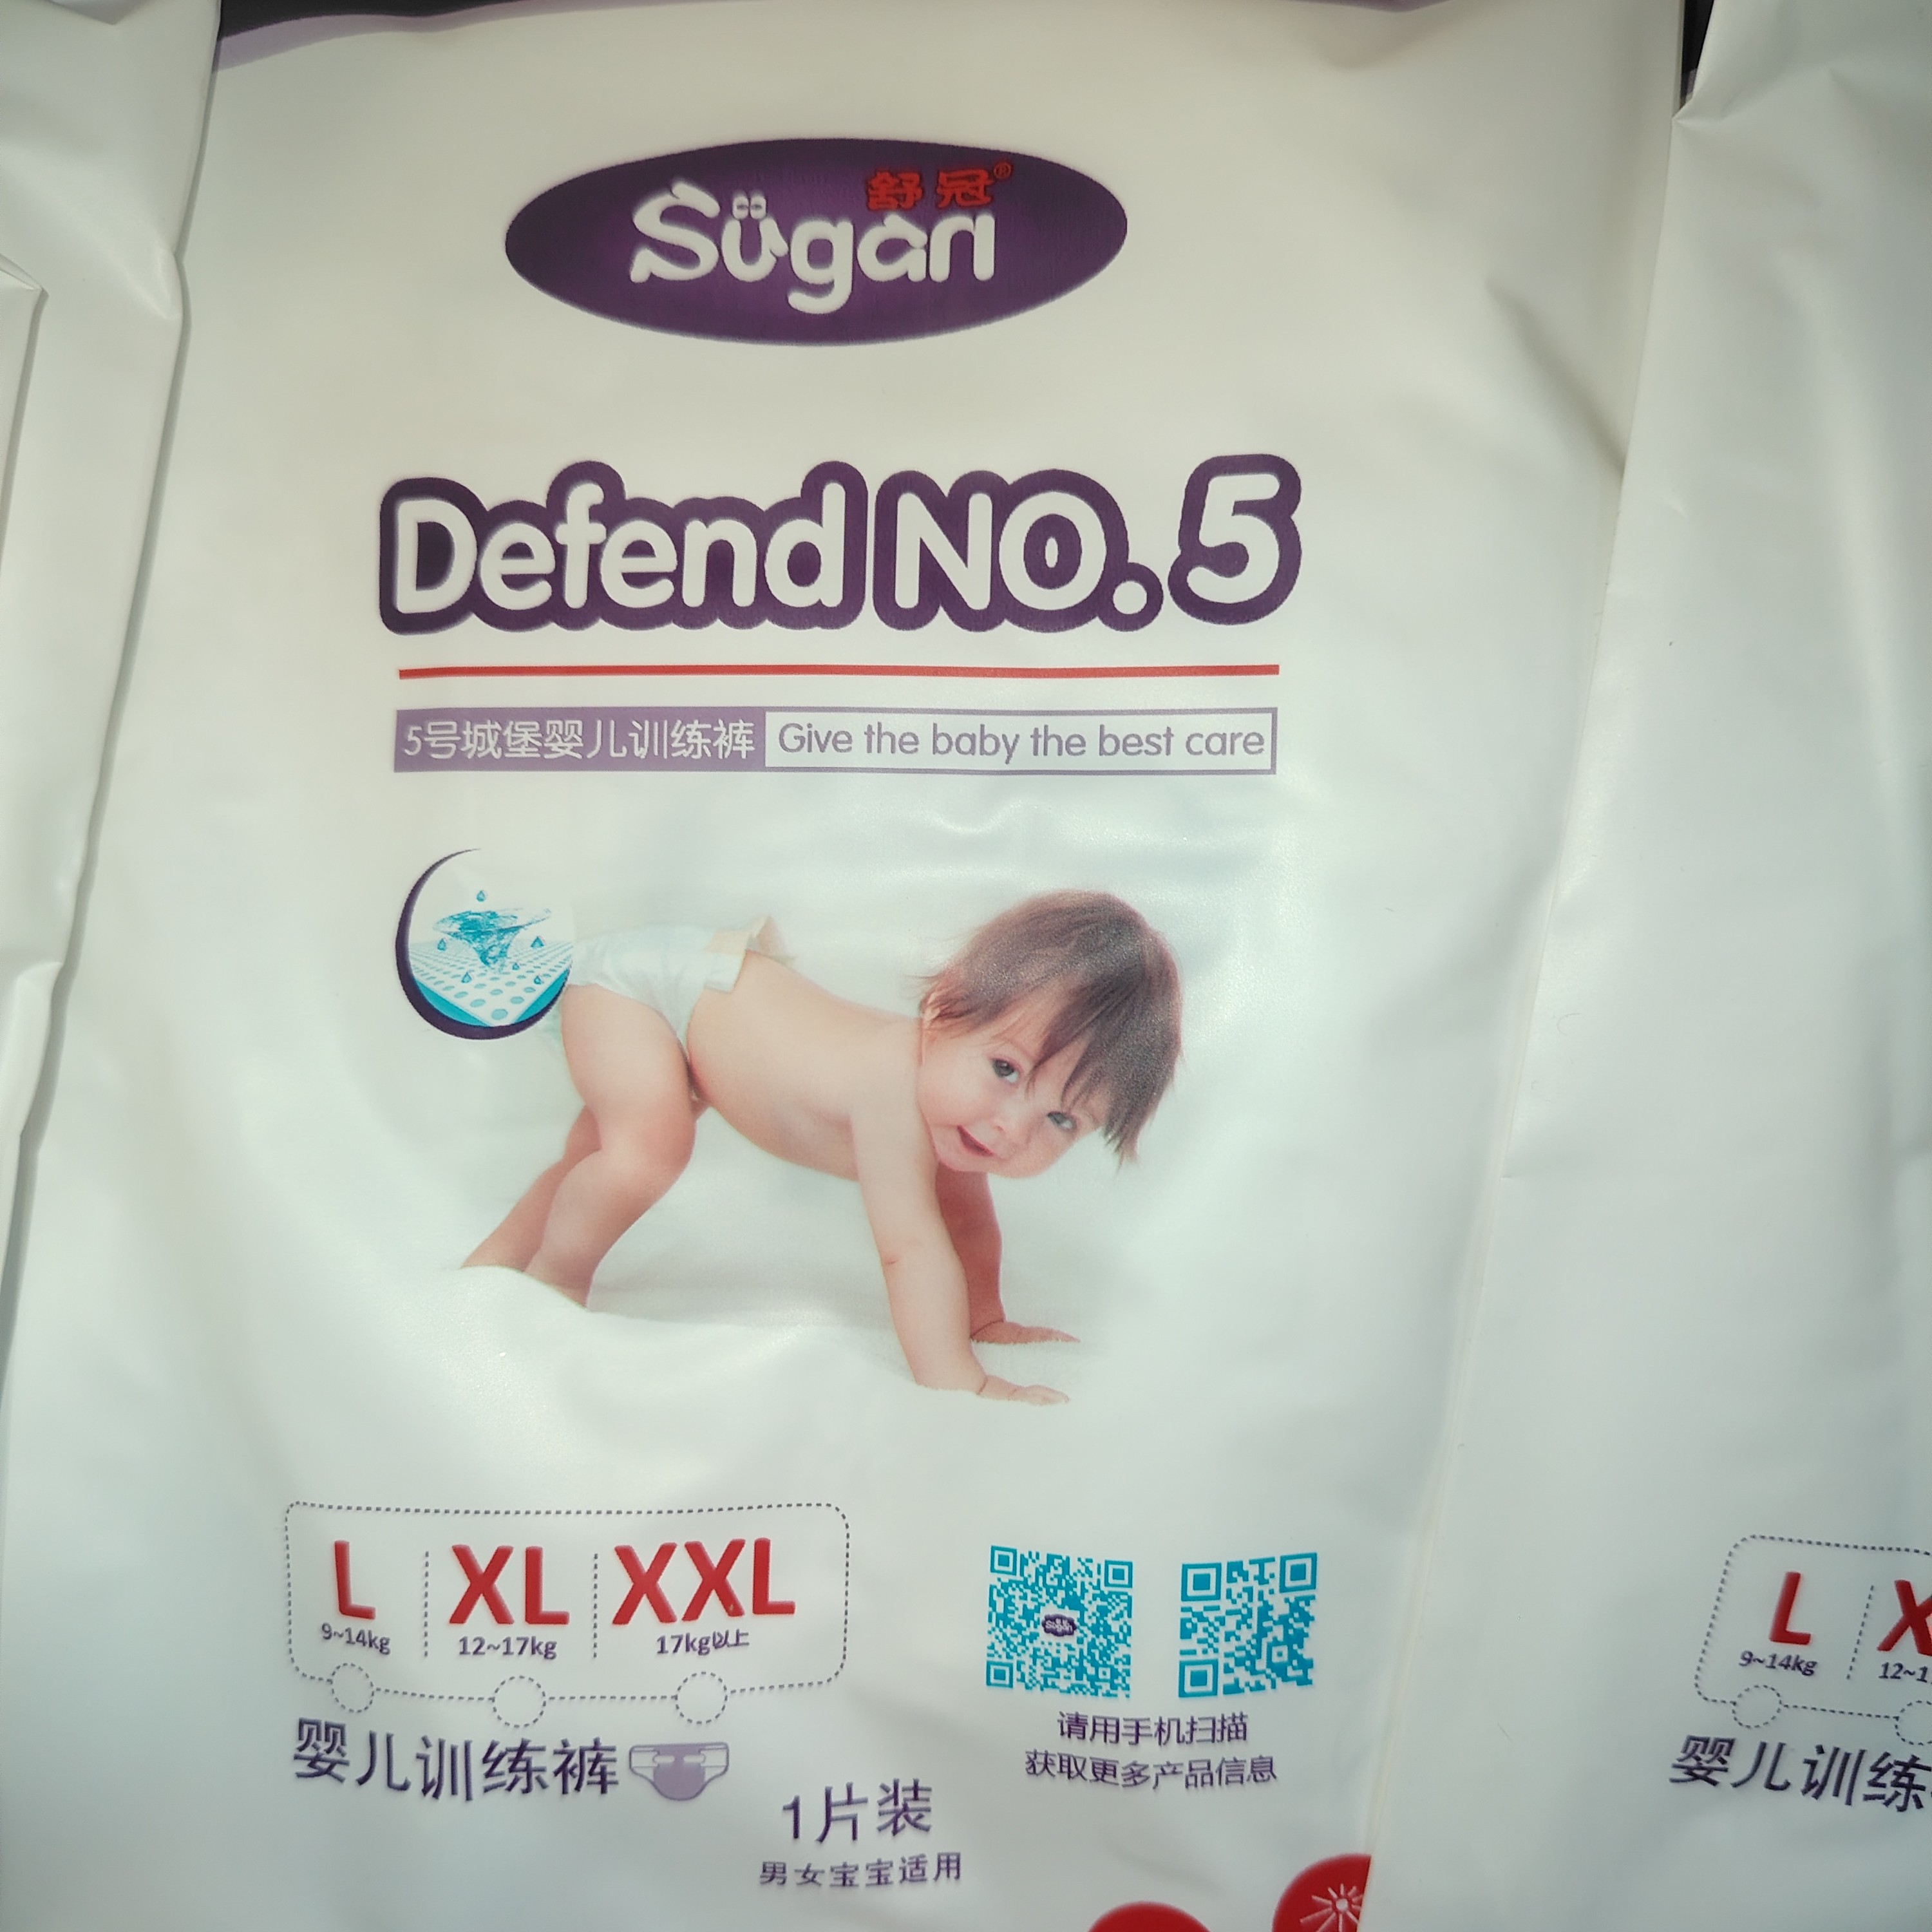 舒冠®
Sügan
Defend NO.5
5号城堡婴儿训练裤 Give the baby the best care
L XL XXL
9~14kg 12~17kg 17kg以上
婴儿训练裤
1片装
男女宝宝适用
请用手机扫描
获取更多产品信息
L X
9~14kg 12~1
婴儿训练